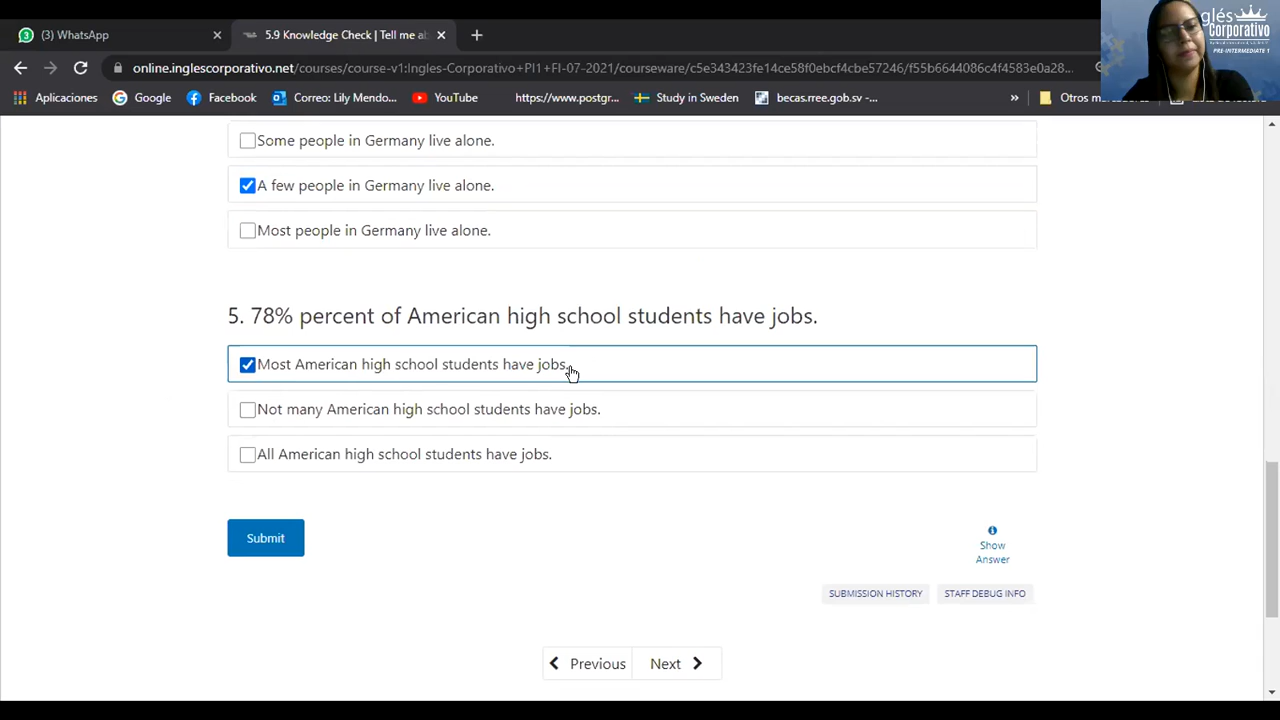 (3) WhatsApp
5.9 Knowledge Check | Tell me ab
online.inglescorporativo.net/courses/course-v1:Ingles-Corporativo+PI1+FI-07-2021/courseware/c5e343423fe14ce58f0ebcf4cbe57246/f55b6644086c4f4583e0a28...
Aplicaciones
Google
Facebook
Correo: Lily Mendo...
YouTube
https://www.postgr...
Study in Sweden
becas.rree.gob.sv -...
»
Otros
glés
Corporativo
PRE-INTERMEDIATE 1
Some people in Germany live alone.
A few people in Germany live alone.
Most people in Germany live alone.
5. 78% percent of American high school students have jobs.
Most American high school students have jobs.
Not many American high school students have jobs.
All American high school students have jobs.
Submit
Show
Answer
SUBMISSION HISTORY
STAFF DEBUG INFO
Previous
Next